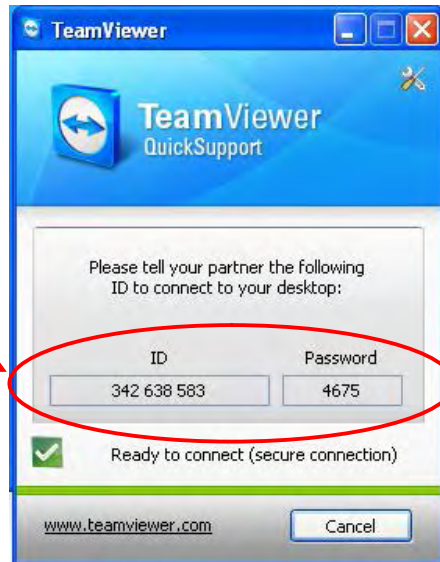 TeamViewer
TeamViewer
QuickSupport
Please tell your partner the following
ID to connect to your desktop:
ID Password
342 638 583 4675
Ready to connect (secure connection)
www.teamviewer.com Cancel